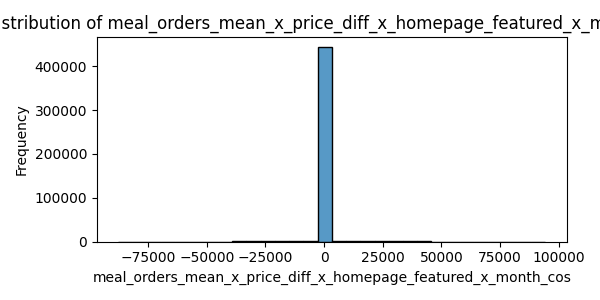 stribution of meal_orders_mean_x_price_diff_x_homepage_featured_x_m
400000
300000
200000
100000
0
Frequency
−75000 −50000 −25000 0 25000 50000 75000 100000
meal_orders_mean_x_price_diff_x_homepage_featured_x_month_cos